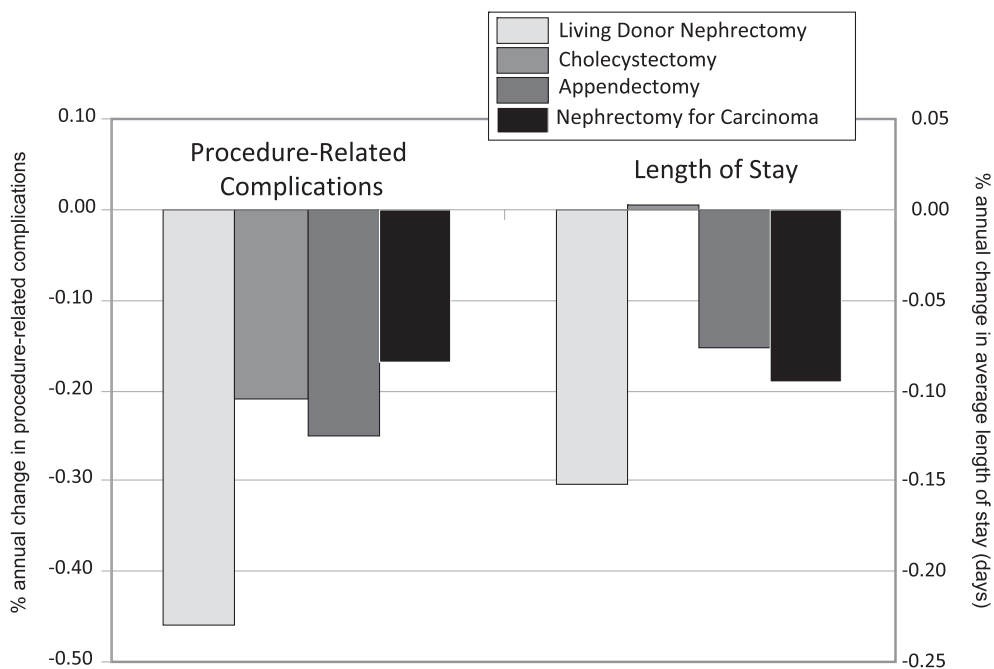 Living Donor Nephrectomy
Cholecystectomy
Appendectomy
Nephrectomy for Carcinoma
Procedure-Related
Complications
Length of Stay
% annual change in procedure-related complications
0.10
0.00
-0.10
-0.20
-0.30
-0.40
-0.50
0.05
0.00
-0.05
-0.10
-0.15
-0.20
-0.25
% annual change in average length of stay (days)